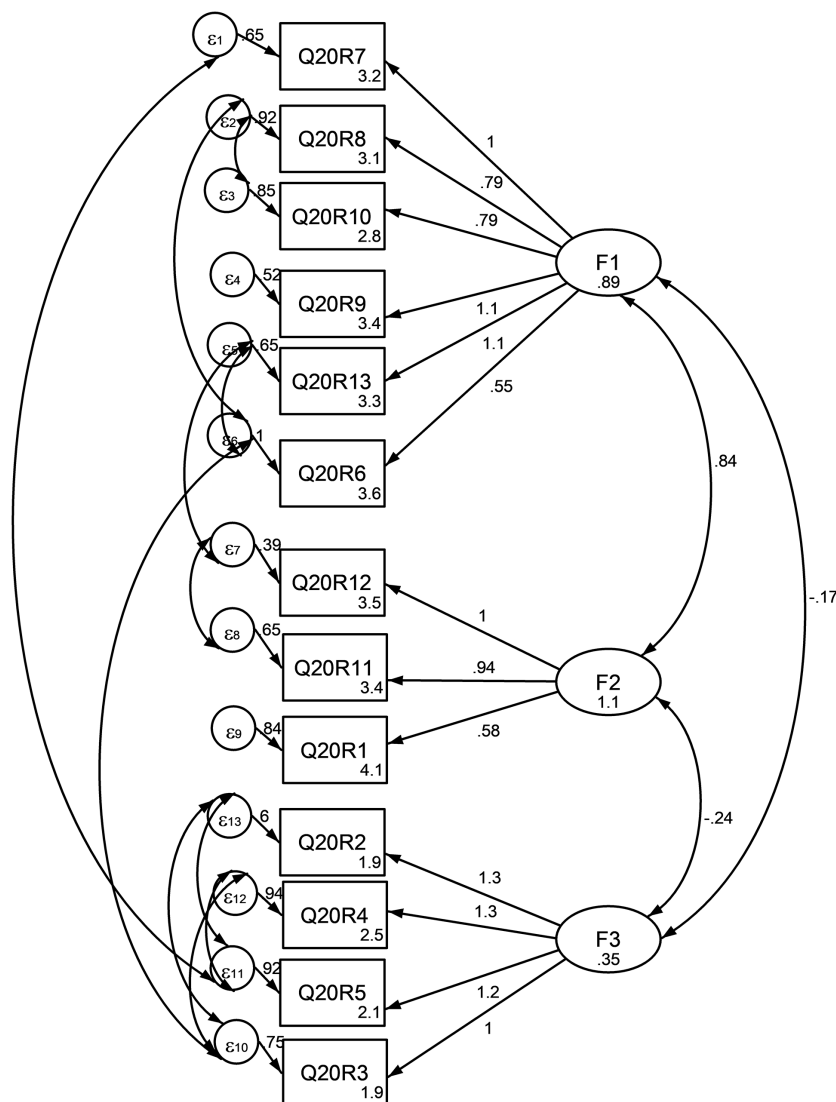 ε1 .65 Q20R7 3.2
ε2 .92 Q20R8 3.1
ε3 .85 Q20R10 2.8
ε4 .52 Q20R9 3.4
ε5 .65 Q20R13 3.3
ε6 1 Q20R6 3.6
ε7 .39 Q20R12 3.5
ε8 .65 Q20R11 3.4
ε9 .84 Q20R1 4.1
ε13 6 Q20R2 1.9
ε12 .94 Q20R4 2.5
ε11 .92 Q20R5 2.1
ε10 .75 Q20R3 1.9
1
.79
.79
1.1
1.1
.55
F1
.89
.84
-.17
1
.94
.58
F2
1.1
-.24
1.3
1.3
1.2
1
F3
.35